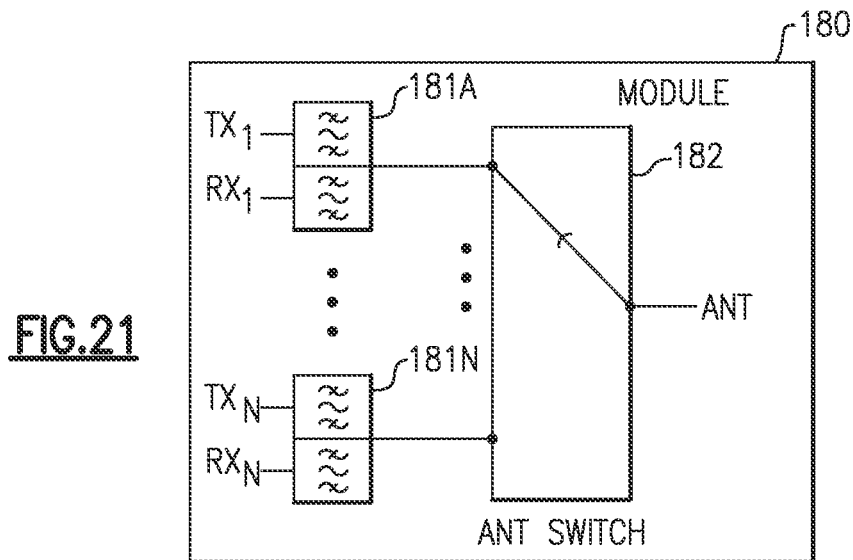 180
MODULE
181A
TX1
RX1
182
ANT
FIG.21
181N
TXN
RXN
ANT SWITCH